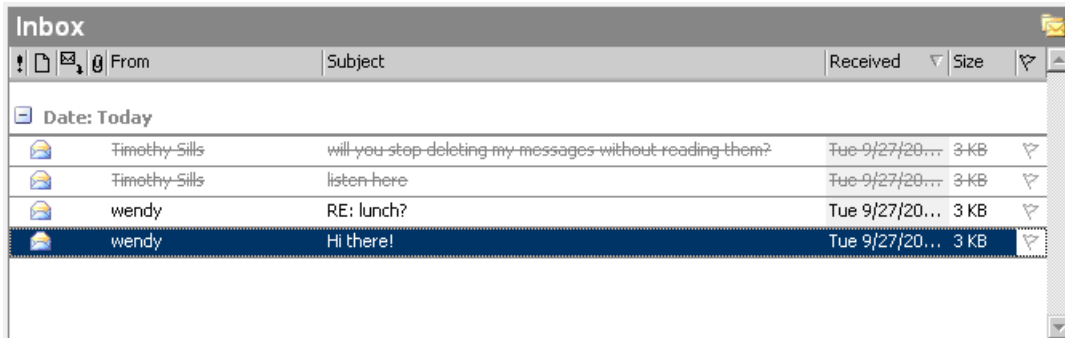 Inbox
From Subject Received Size
Date: Today
Timothy Sills will you stop deleting my messages without reading them? Tue 9/27/20... 3 KB
Timothy Sills listen here Tue 9/27/20... 3 KB
wendy RE: lunch? Tue 9/27/20... 3 KB
wendy Hi there! Tue 9/27/20... 3 KB